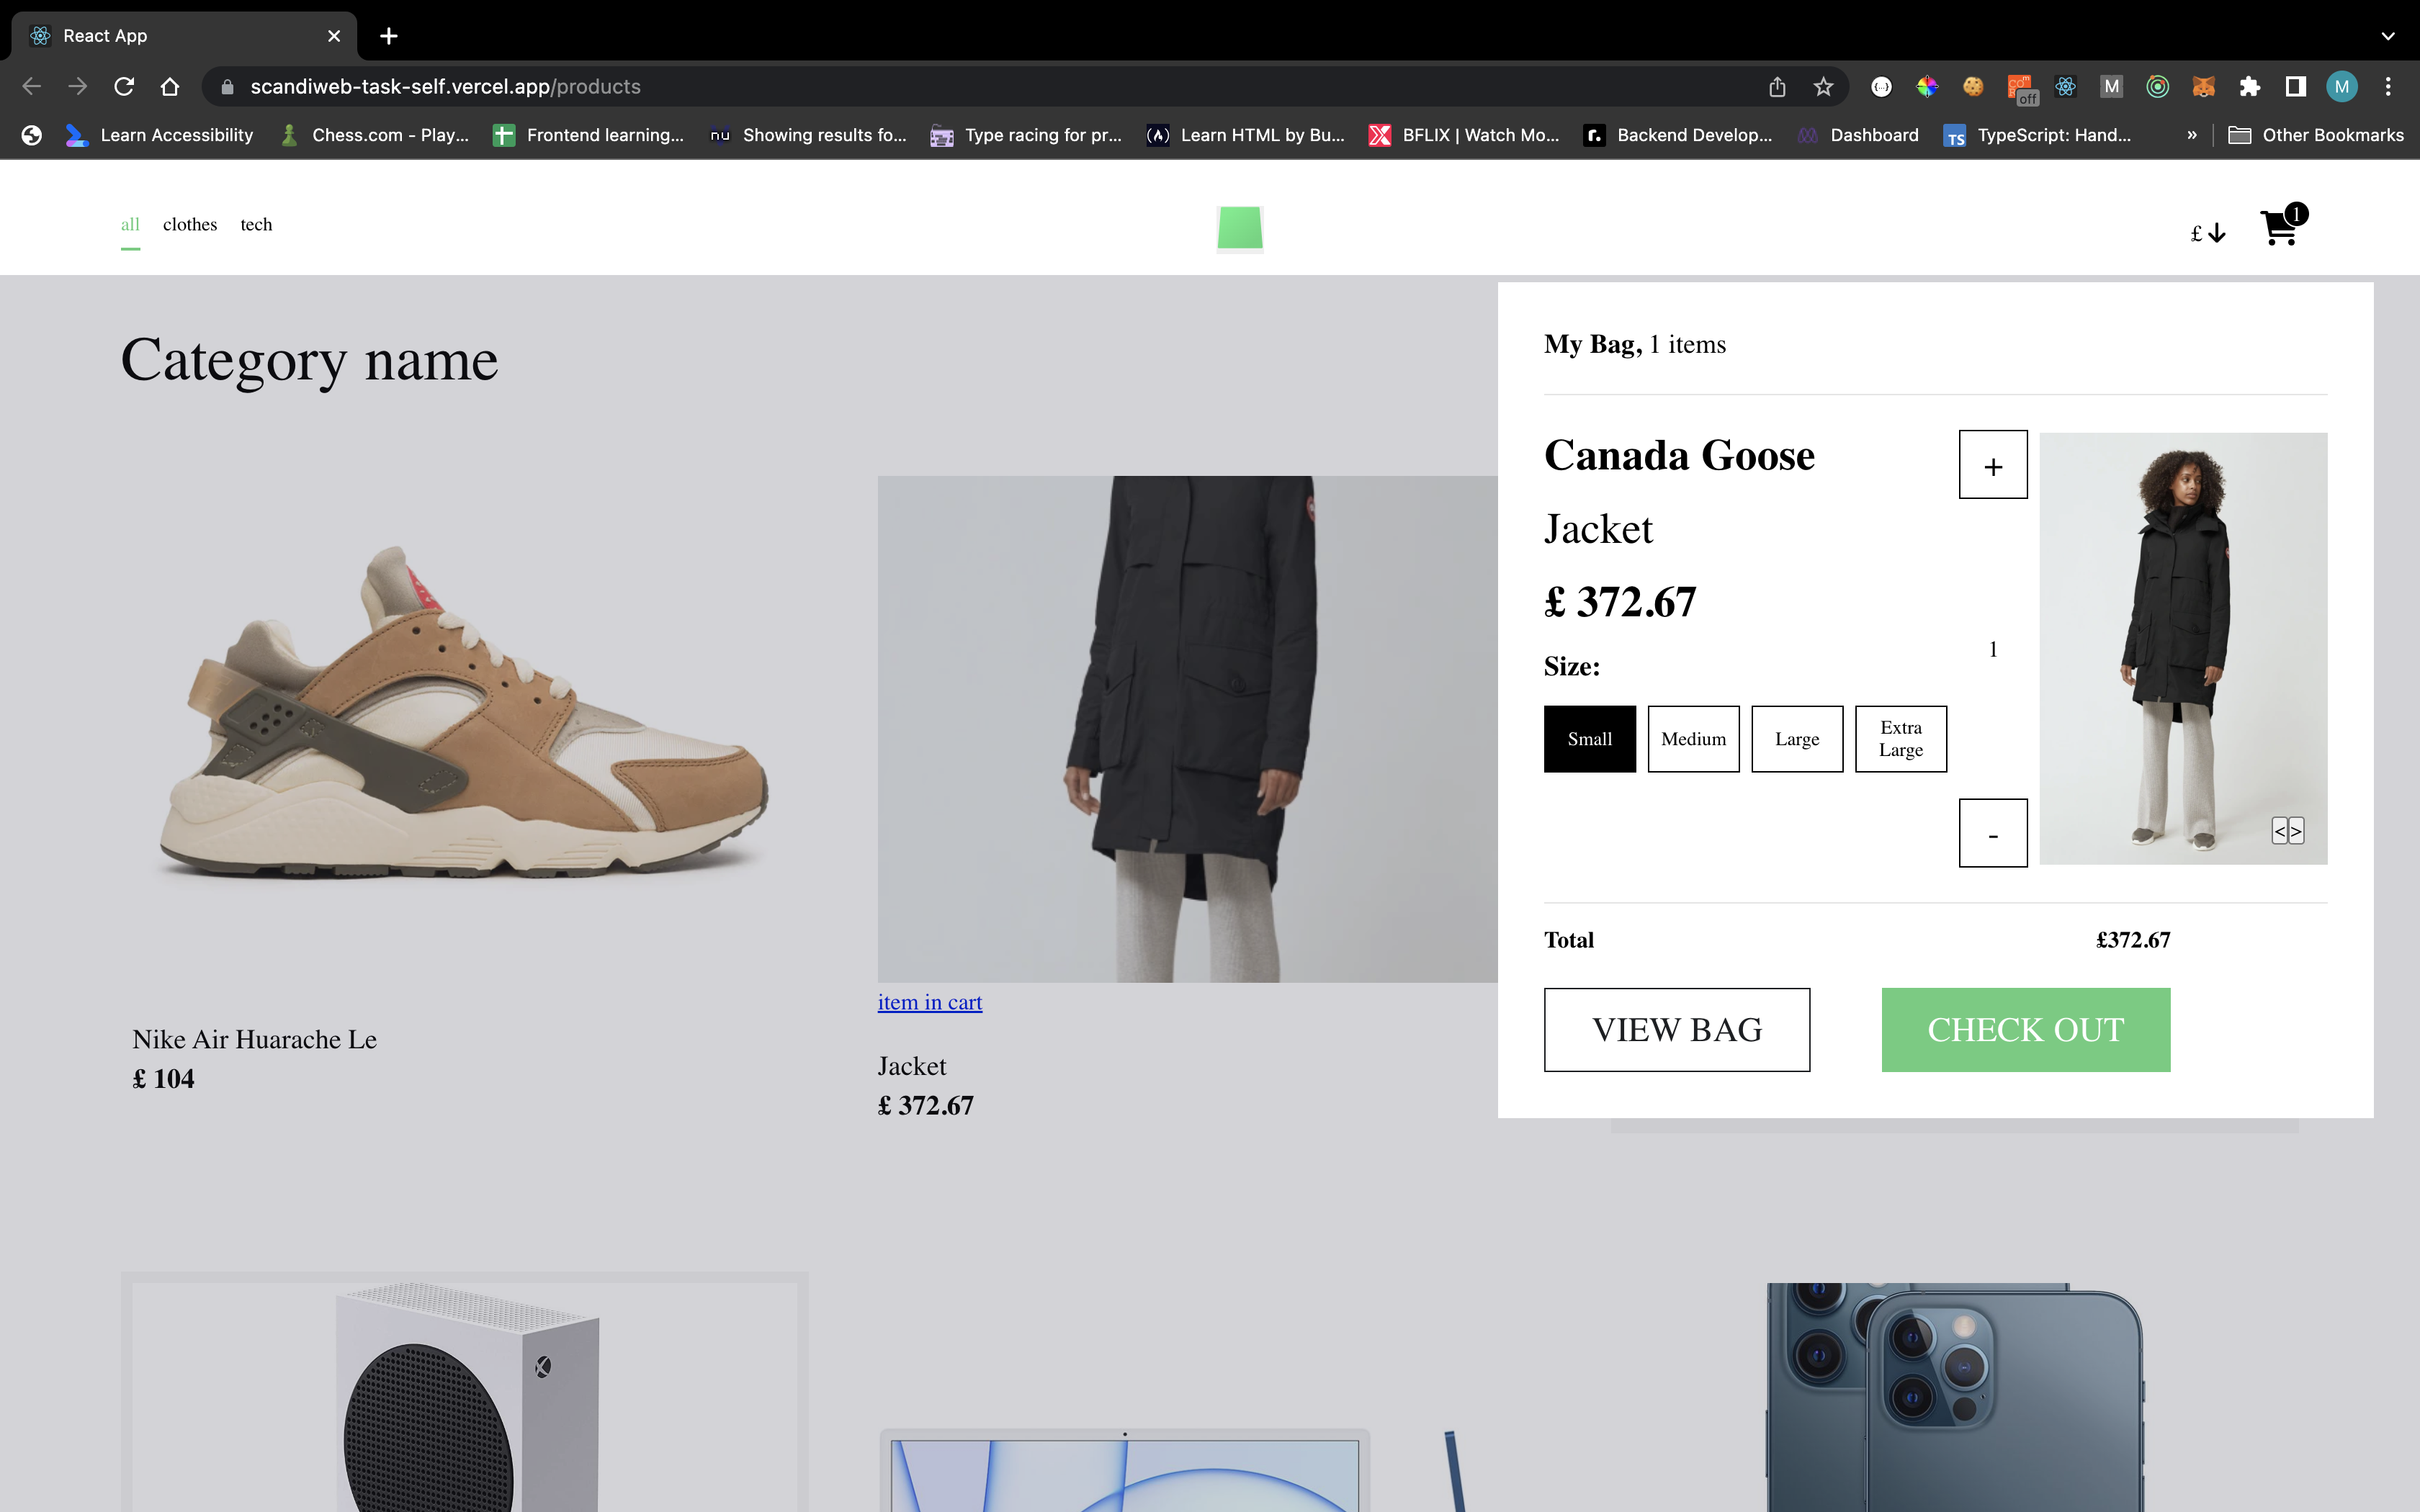 React App
scandiweb-task-self.vercel.app/products
off
M
M
Learn Accessibility
Chess.com - Play...
Frontend learning...
nu
Showing results fo...
Type racing for pr...
Learn HTML by Bu...
BFLIX | Watch Mo...
r.
Backend Develop...
Dashboard
TS
TypeScript: Hand...
»
Other Bookmarks
all
clothes
tech
£
1
Category name
My Bag, 1 items
Canada Goose
+
Jacket
£ 372.67
1
Size:
Small
Medium
Large
Extra
Large
-
<>
Total
£372.67
VIEW BAG
CHECK OUT
item in cart
Nike Air Huarache Le
£ 104
Jacket
£ 372.67